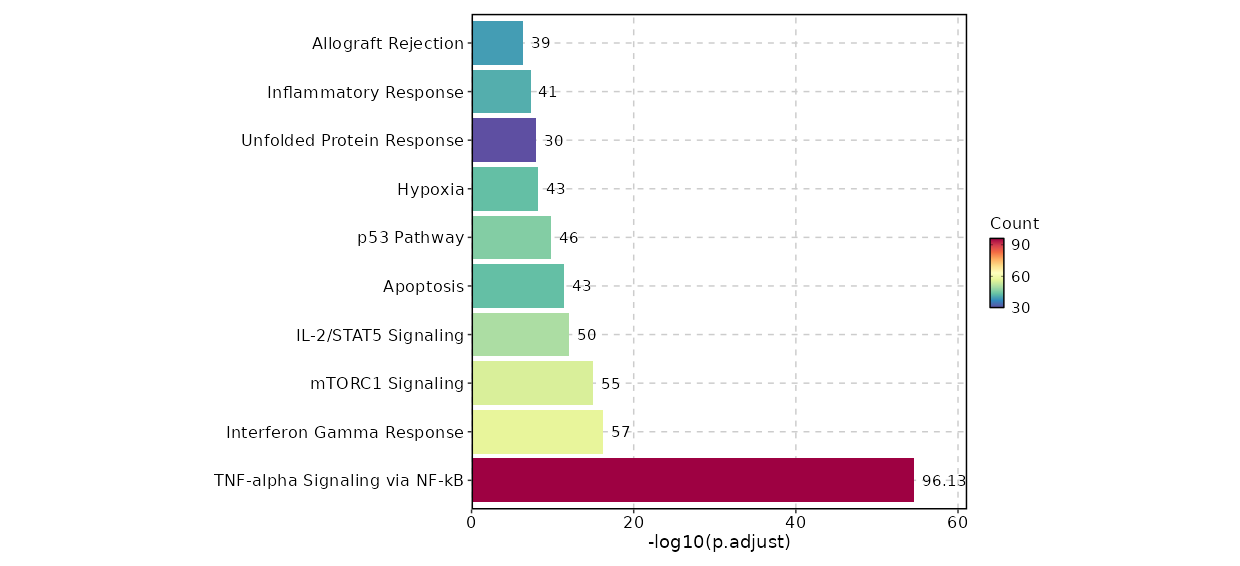 Allograft Rejection 39
Inflammatory Response 41
Unfolded Protein Response 30
Hypoxia 43
p53 Pathway 46
Apoptosis 43
IL-2/STAT5 Signaling 50
mTORC1 Signaling 55
Interferon Gamma Response 57
TNF-alpha Signaling via NF-kB 96.13
0 20 40 60
-log10(p.adjust)
Count
90
60
30